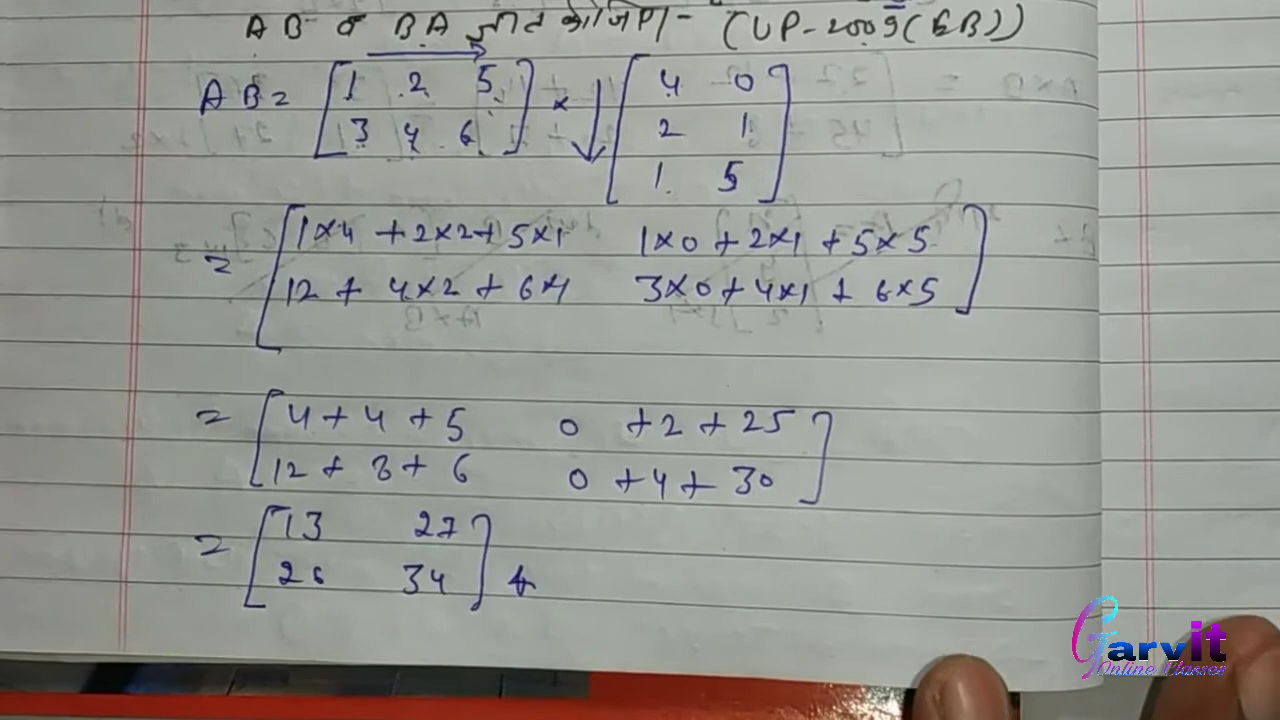 AB व BA ज्ञात कीजिए।- (UP-2009(EB))
AB= [1 2 5 × ↓ [4 0
3 4 6] 2 1
1 5]
= [1×4 +2×2+5×1 1×0+2×1+5×5
12 + 4×2 + 6×1 3×0+4×1+6×5]
= [4+4+5 0 +2+25
12+8+6 0+4+30]
= [13 27
26 34]
Garvit
Online Classes